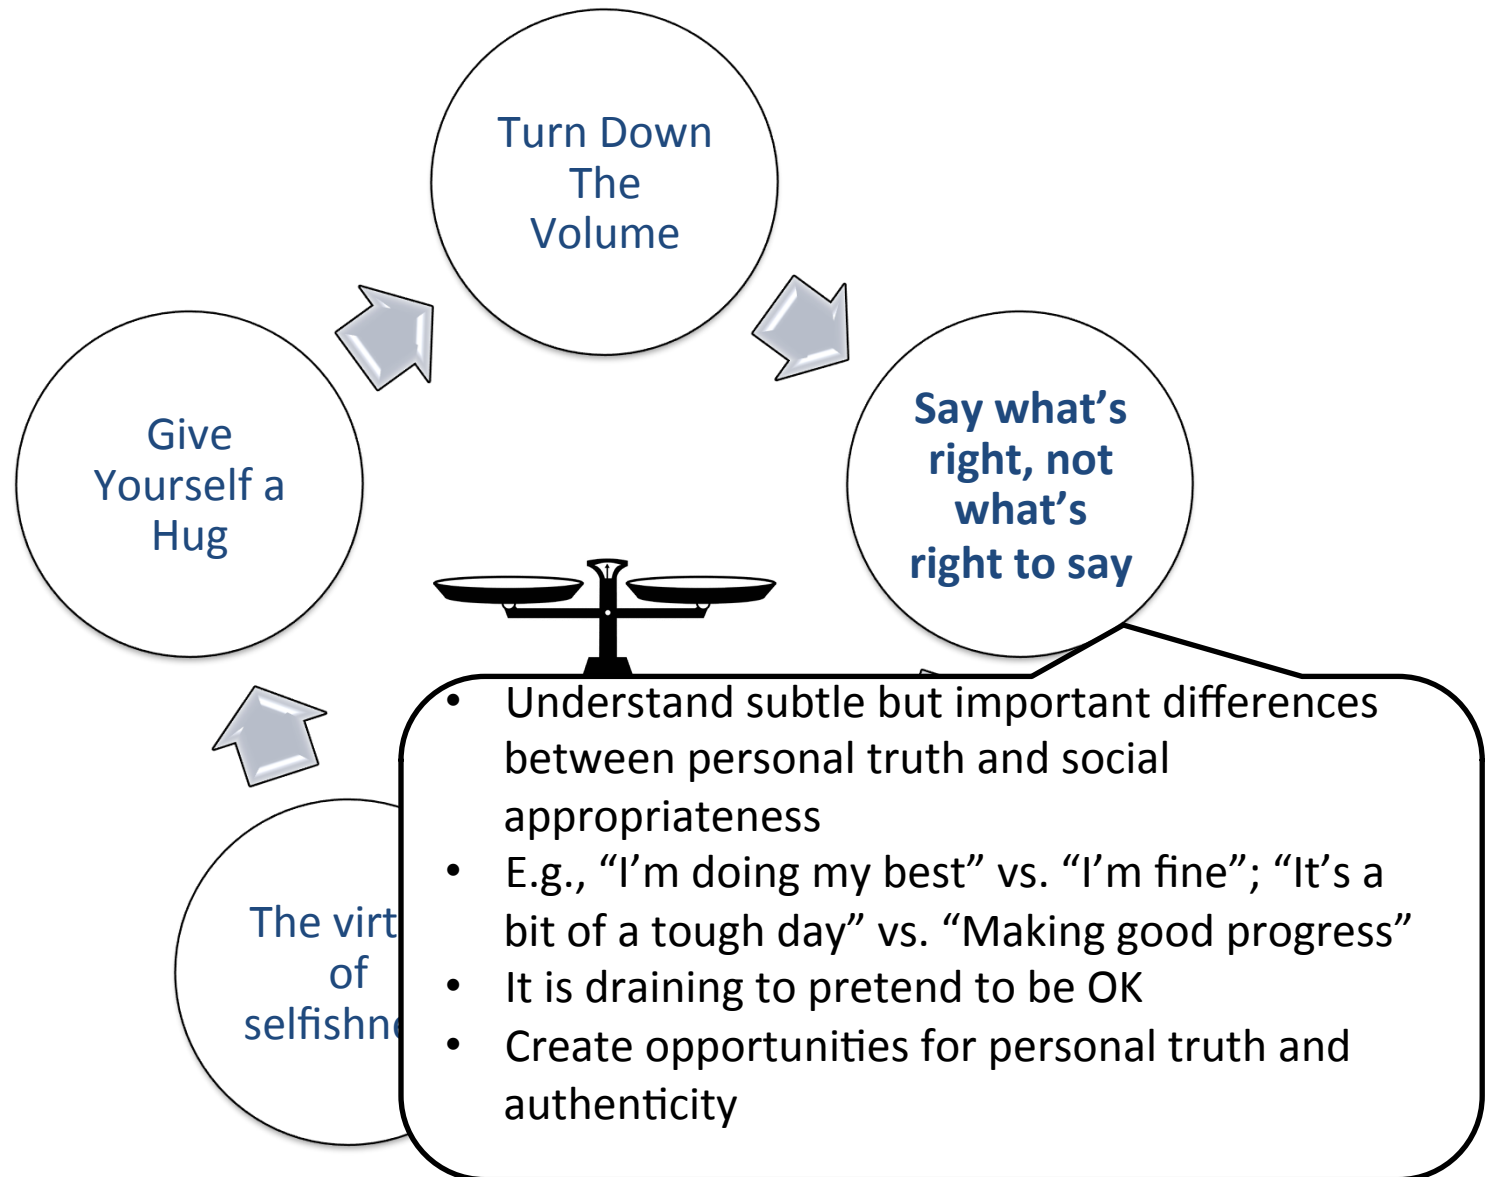 Turn Down
The
Volume
Say what’s
right, not
what’s
right to say
Give
Yourself a
Hug
• Understand subtle but important differences
between personal truth and social
appropriateness
• E.g., “I’m doing my best” vs. “I’m fine”; “It’s a
bit of a tough day” vs. “Making good progress”
• It is draining to pretend to be OK
• Create opportunities for personal truth and
authenticity
The
of